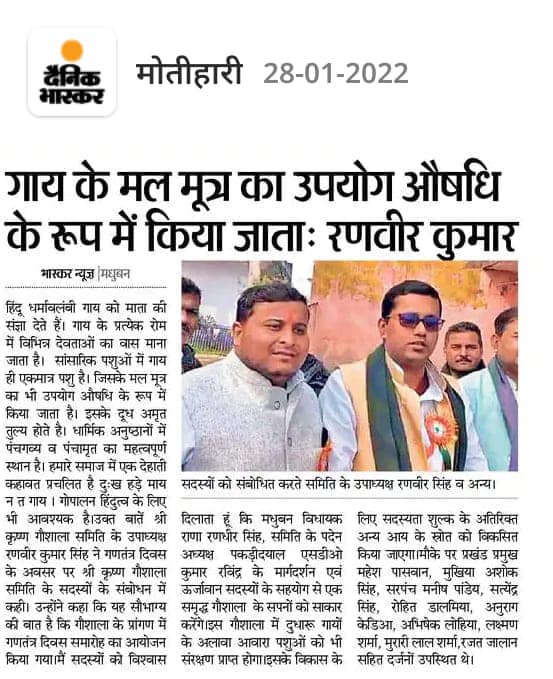 दैनिक
भास्कर
मोतीहारी 28-01-2022
गाय के मल मूत्र का उपयोग औषधि
के रूप में किया जाताः रणवीर कुमार
भास्कर न्यूज़ |मधुबन
हिंदू धर्मावलंबी गाय को माता की
संज्ञा देते हैं। गाय के प्रत्येक रोम
में विभिन्न देवताओं का वास माना
जाता है। सांसारिक पशुओं में गाय
ही एकमात्र पशु है। जिसके मल मूत्र
का भी उपयोग औषधि के रूप में
किया जाता है। इसके दूध अमृत
तुल्य होते है। धार्मिक अनुष्ठानों में
पंचगव्य व पंचामृत का महत्वपूर्ण
स्थान है। हमारे समाज में एक देहाती
कहावत प्रचलित है दुःख हड़े माय
न त गाय । गोपालन हिंदुत्व के लिए
भी आवश्यक है।उक्त बातें श्री
कृष्ण गौशाला समिति के उपाध्यक्ष
रणवीर कुमार सिंह ने गणतंत्र दिवस
के अवसर पर श्री कृष्ण गौशाला
समिति के सदस्यों के संबोधन में
कही। उन्होंने कहा कि यह सौभाग्य
की बात है कि गौशाला के प्रांगण में
गणतंत्र दिवस समारोह का आयोजन
किया गया।मैं सदस्यों को विश्वास
सदस्यों को संबोधित करते समिति के उपाध्यक्ष रणवीर सिंह व अन्य।
दिलाता हूं कि मधुबन विधायक
राणा रणधीर सिंह, समिति के पदेन
अध्यक्ष पकड़ीदयाल एसडीओ
कुमार रविंद्र के मार्गदर्शन एवं
ऊर्जावान सदस्यों के सहयोग से एक
समृद्ध गौशाला के सपनों को साकार
करेंगे।इस गौशाला में दुधारू गायों
के अलावा आवारा पशुओं को भी
संरक्षण प्राप्त होगा।इसके विकास के
लिए सदस्यता शुल्क के अतिरिक्त
अन्य आय के स्रोत को विकसित
किया जाएगा।मौके पर प्रखंड प्रमुख
महेश पासवान, मुखिया अशोक
सिंह, सरपंच मनीष पांडेय, सत्येंद्र
सिंह, रोहित डालमिया, अनुराग
केडिआ, अभिषेक लोहिया, लक्ष्मण
शर्मा, मुरारी लाल शर्मा,रजत जालान
सहित दर्जनों उपस्थित थे।